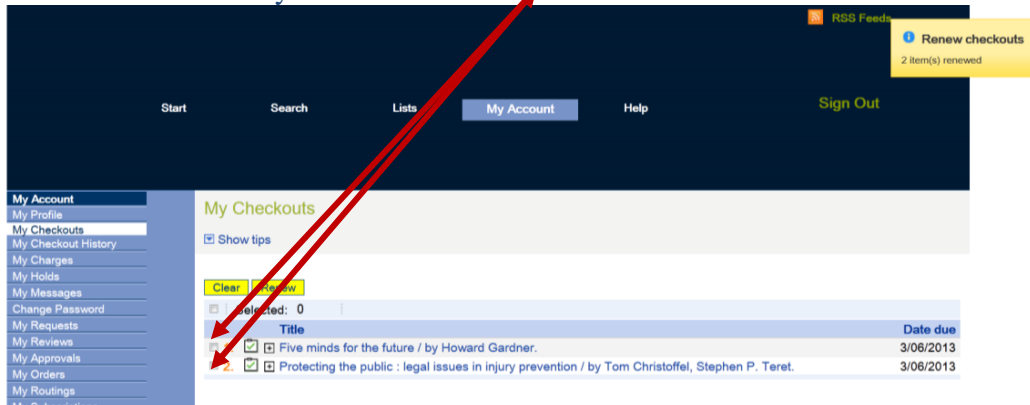 RSS Feeds
Renew checkouts
2 item(s) renewed
Start Search Lists My Account Help Sign Out
My Account
My Profile
My Checkouts
My Checkout History
My Charges
My Holds
My Messages
Change Password
My Requests
My Reviews
My Approvals
My Orders
My Routings
My Checkouts
Show tips
Clear Renew
Selected: 0
Title Date due
1. Five minds for the future / by Howard Gardner. 3/06/2013
2. Protecting the public : legal issues in injury prevention / by Tom Christoffel, Stephen P. Teret. 3/06/2013